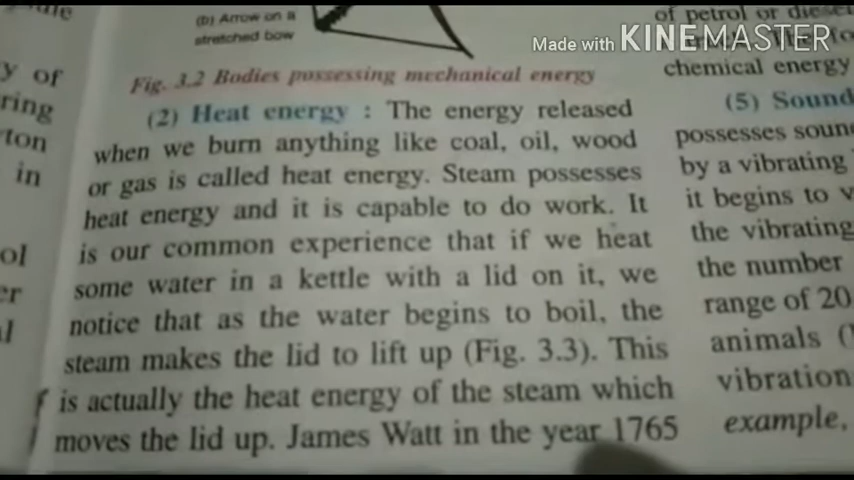 (b) Arrow on a
stretched bow
Fig. 3.2 Bodies possessing mechanical energy
(2) Heat energy : The energy released
when we burn anything like coal, oil, wood
or gas is called heat energy. Steam possesses
heat energy and it is capable to do work. It
is our common experience that if we heat
some water in a kettle with a lid on it, we
notice that as the water begins to boil, the
steam makes the lid to lift up (Fig. 3.3). This
is actually the heat energy of the steam which
moves the lid up. James Watt in the year 1765
of petrol or diesel
chemical energy
(5) Sound
possesses soun
by a vibrating
it begins to v
the vibrating
the number
range of 20
animals (
vibration
example,
y of
ring
ton
in
ol
er
Made with KINEMASTER